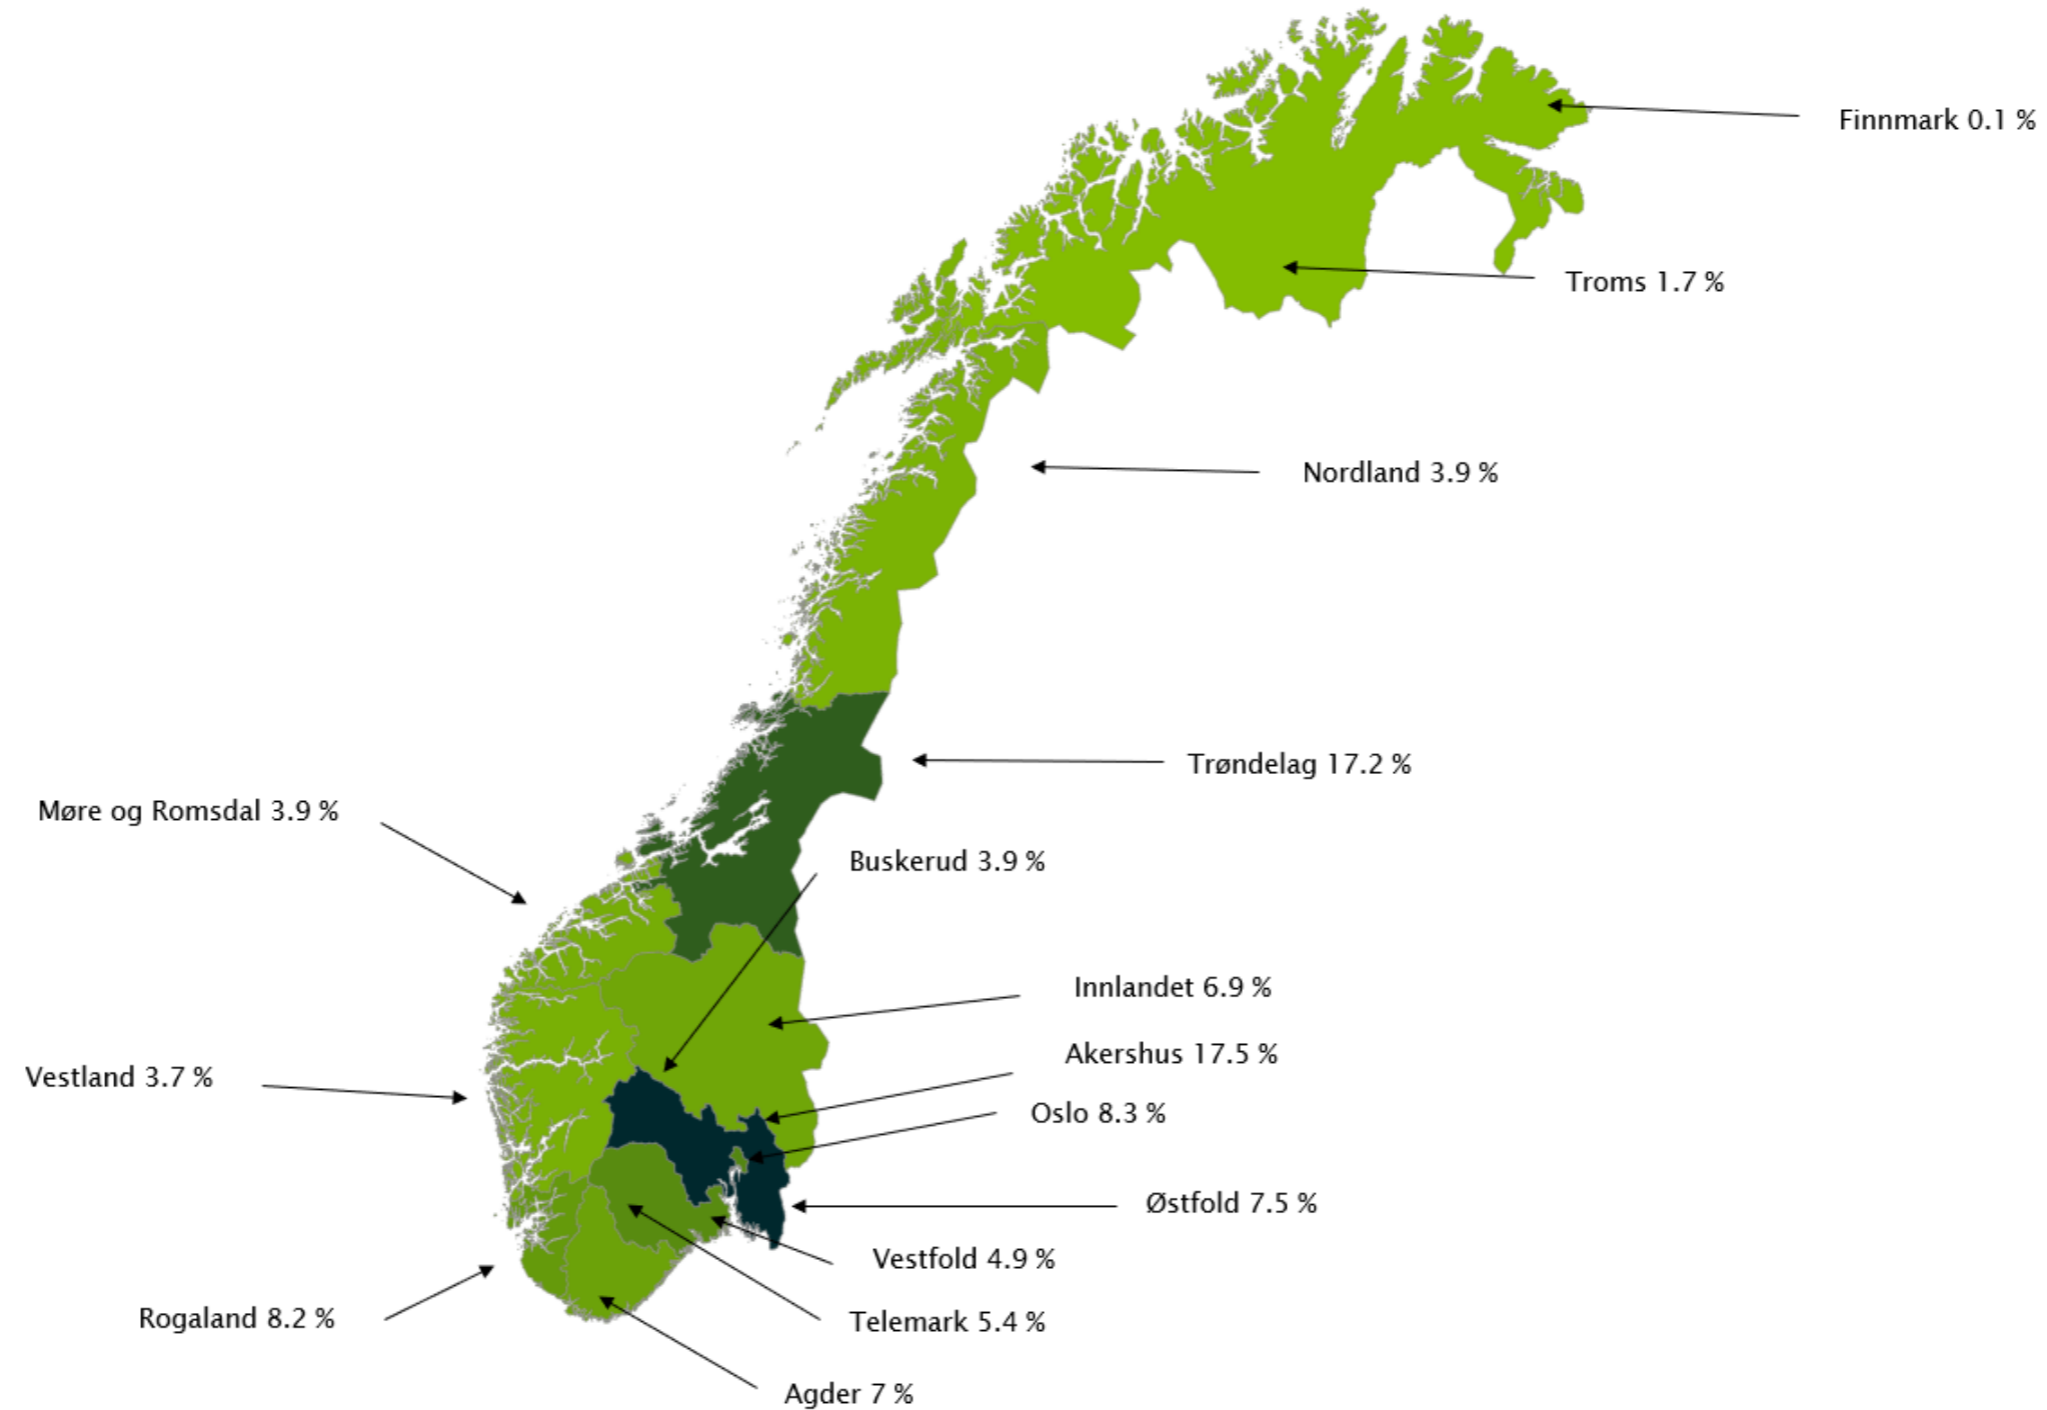 Finnmark 0.1 %
Troms 1.7 %
Nordland 3.9 %
Trøndelag 17.2 %
Møre og Romsdal 3.9 %
Buskerud 3.9 %
Innlandet 6.9 %
Akershus 17.5 %
Vestland 3.7 %
Oslo 8.3 %
Østfold 7.5 %
Vestfold 4.9 %
Rogaland 8.2 %
Telemark 5.4 %
Agder 7 %